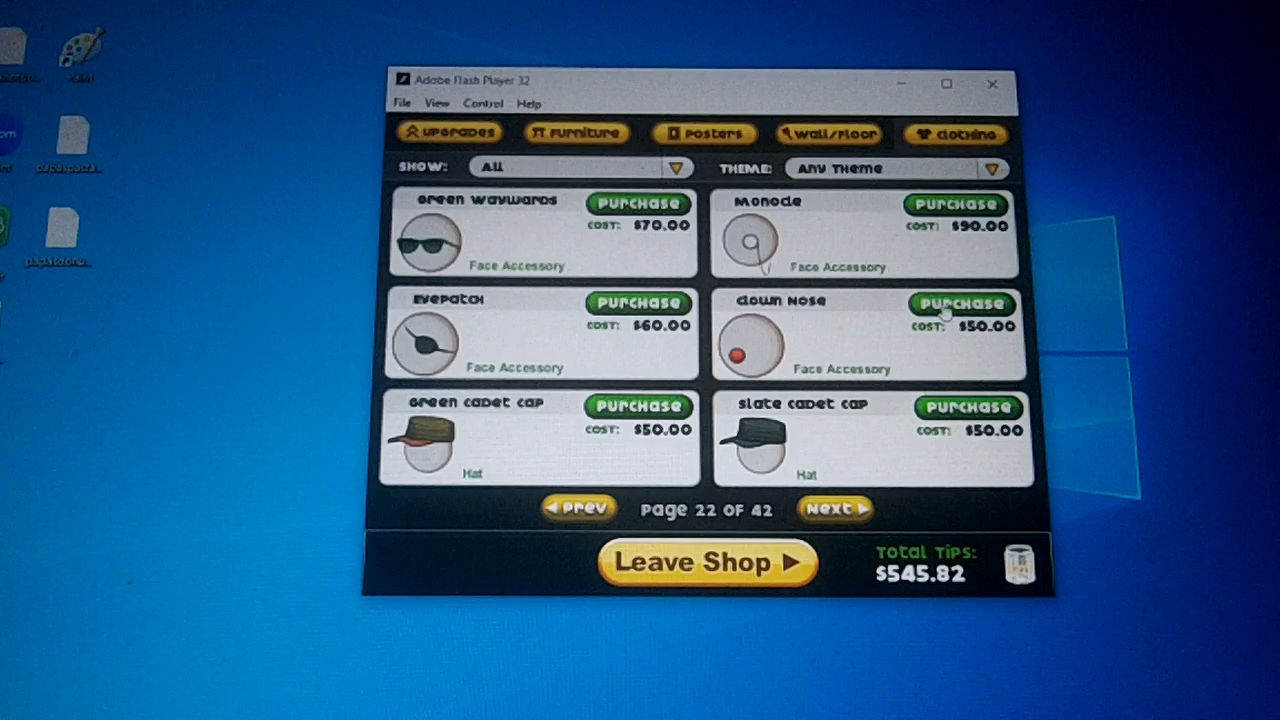 Adobe Flash Player 32
File View Control Help
Upgrades Furniture Posters Wall/Floor Clothing
Show: All Theme: Any Theme
Green Waywards Purchase
Cost: $70.00
Face Accessory
Monocle Purchase
Cost: $90.00
Face Accessory
Eyepatch Purchase
Cost: $60.00
Face Accessory
Clown Nose Purchase
Cost: $50.00
Face Accessory
Green Cadet Cap Purchase
Cost: $50.00
Hat
Slate Cadet Cap Purchase
Cost: $50.00
Hat
Prev Page 22 of 42 Next
Leave Shop
Total Tips:
$545.82